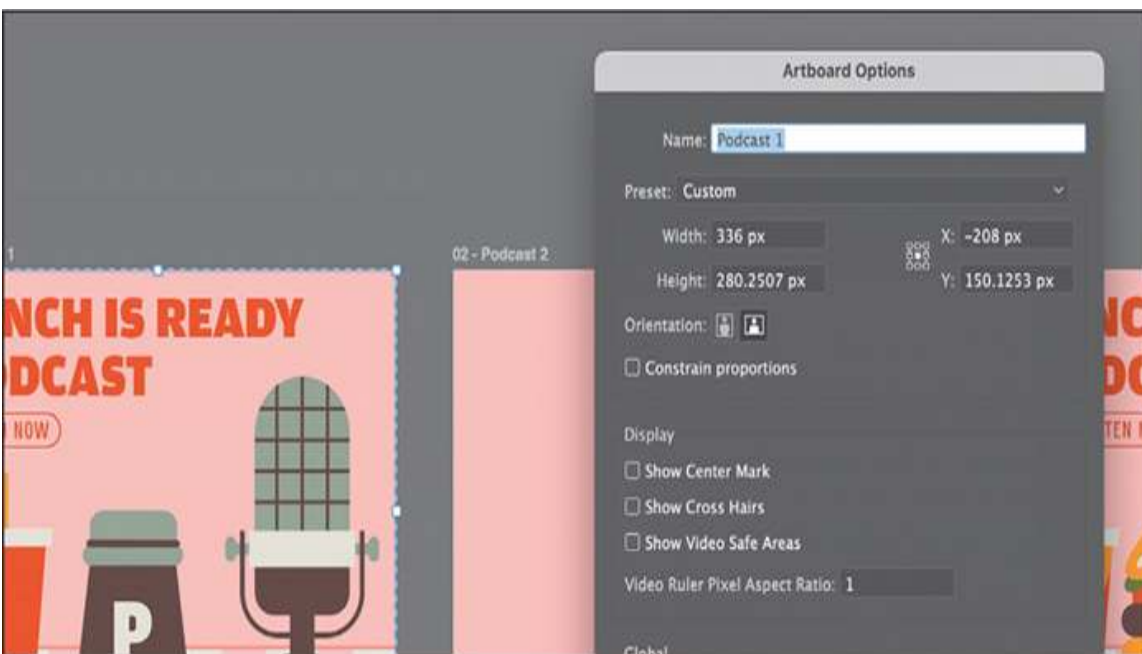 Artboard Options
Name: Podcast 1
Preset: Custom
Width: 336 px
X: -208 px
Height: 280.2507 px
Y: 150.1253 px
Orientation:
Constrain proportions
Display
Show Center Mark
Show Cross Hairs
Show Video Safe Areas
Video Ruler Pixel Aspect Ratio: 1
Global
1
02 - Podcast 2
NCH IS READY
DCAST
NOW
P
NC
TEN